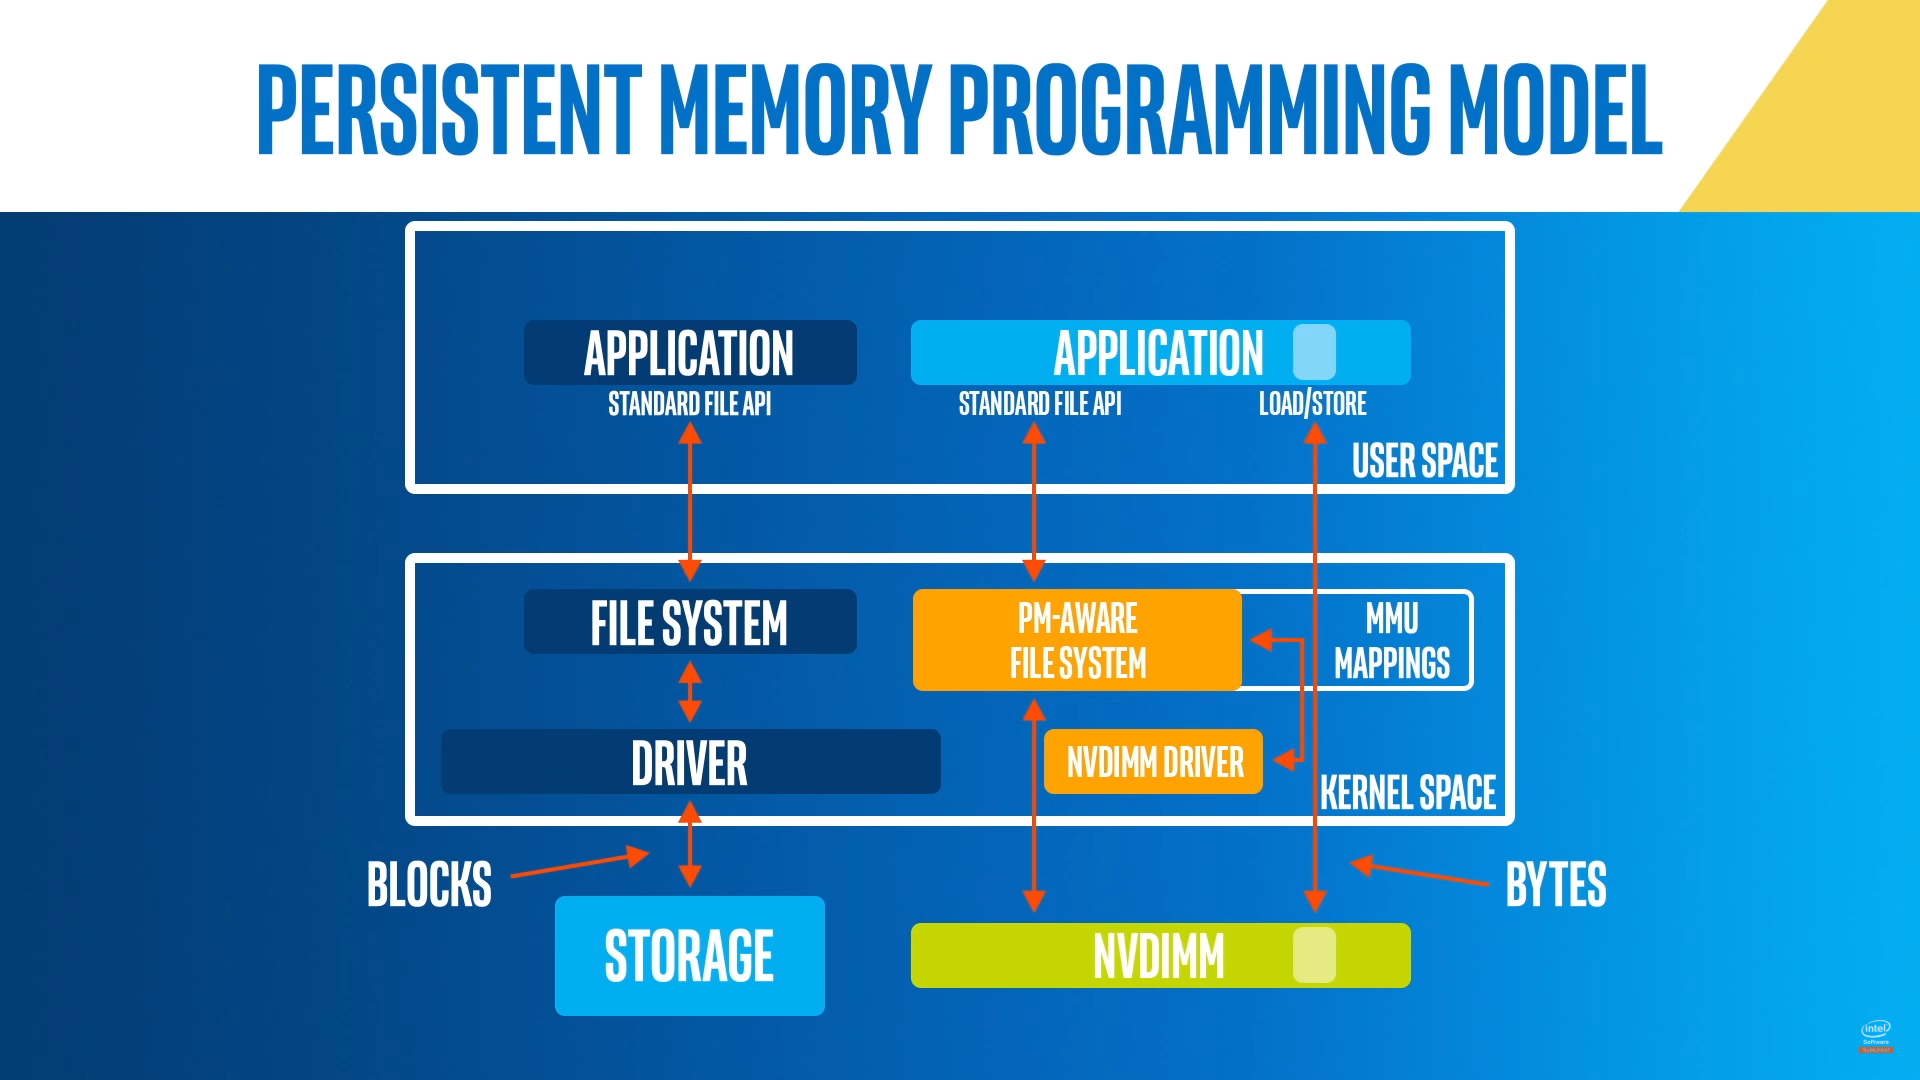 PERSISTENT MEMORY PROGRAMMING MODEL
APPLICATION
APPLICATION
STANDARD FILE API
STANDARD FILE API
LOAD/STORE
USER SPACE
FILE SYSTEM
PM-AWARE
FILE SYSTEM
MMU
MAPPINGS
DRIVER
NVDIMM DRIVER
KERNEL SPACE
BLOCKS
BYTES
STORAGE
NVDIMM
intel
Software